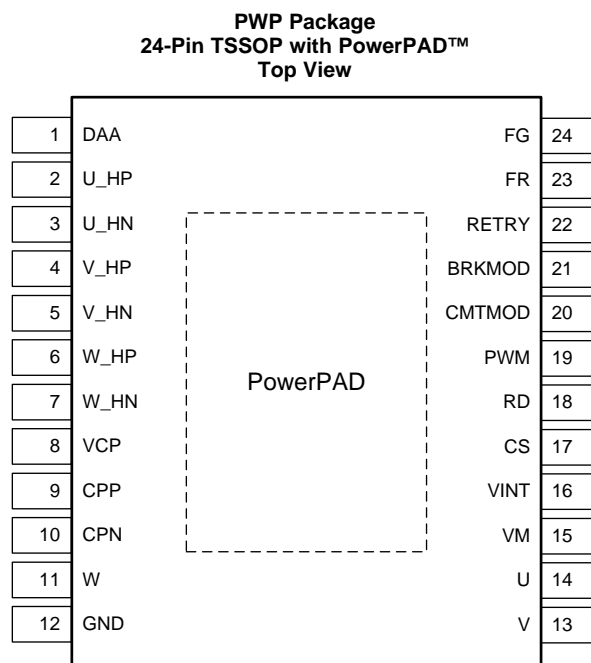 PWP Package
24-Pin TSSOP with PowerPAD™
Top View
1 DAA FG 24
2 U_HP FR 23
3 U_HN RETRY 22
4 V_HP BRKMOD 21
5 V_HN CMTMOD 20
6 W_HP PWM 19
PowerPAD
7 W_HN RD 18
8 VCP CS 17
9 CPP VINT 16
10 CPN VM 15
11 W U 14
12 GND V 13